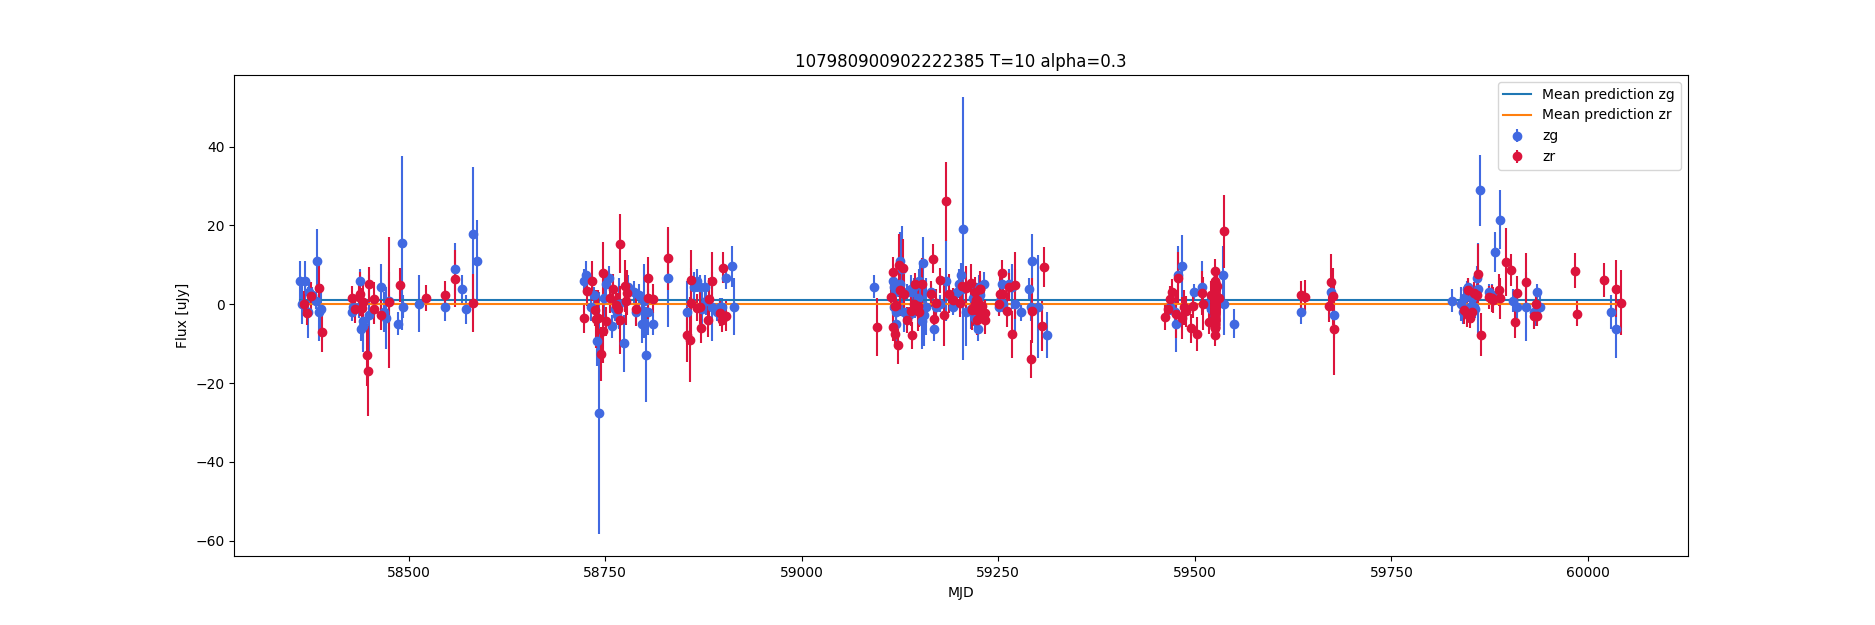 107980900902222385 T=10 alpha=0.3
Mean prediction zg
Mean prediction zr
zg
zr
Flux [uJy]
40
20
0
−20
−40
−60
58500
58750
59000
59250
59500
59750
60000
MJD